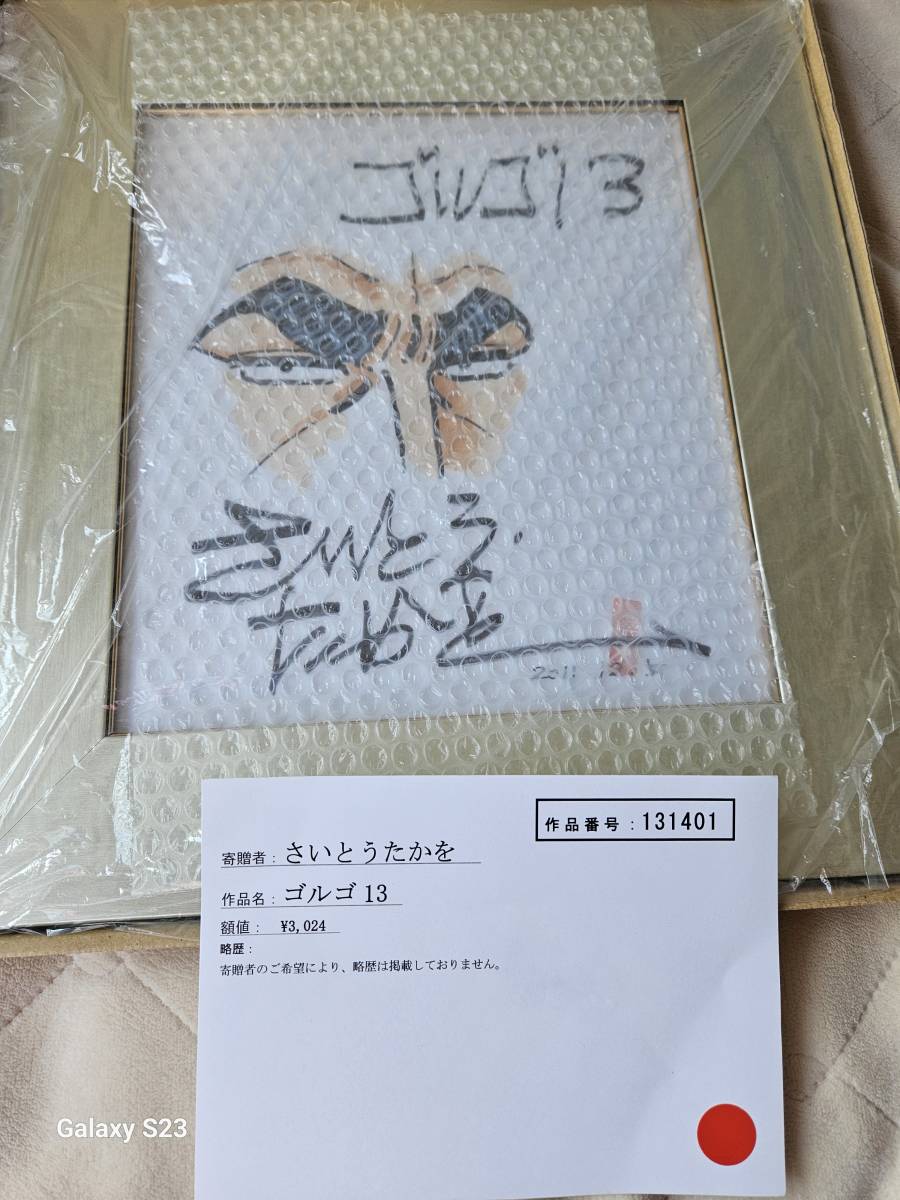 ゴルゴ13
さいとう
たかを
作品番号：131401
寄贈者：さいとうたかを
作品名：ゴルゴ13
額値： ¥3,024
略歴：
寄贈者のご希望により、略歴は掲載しておりません。
Galaxy S23